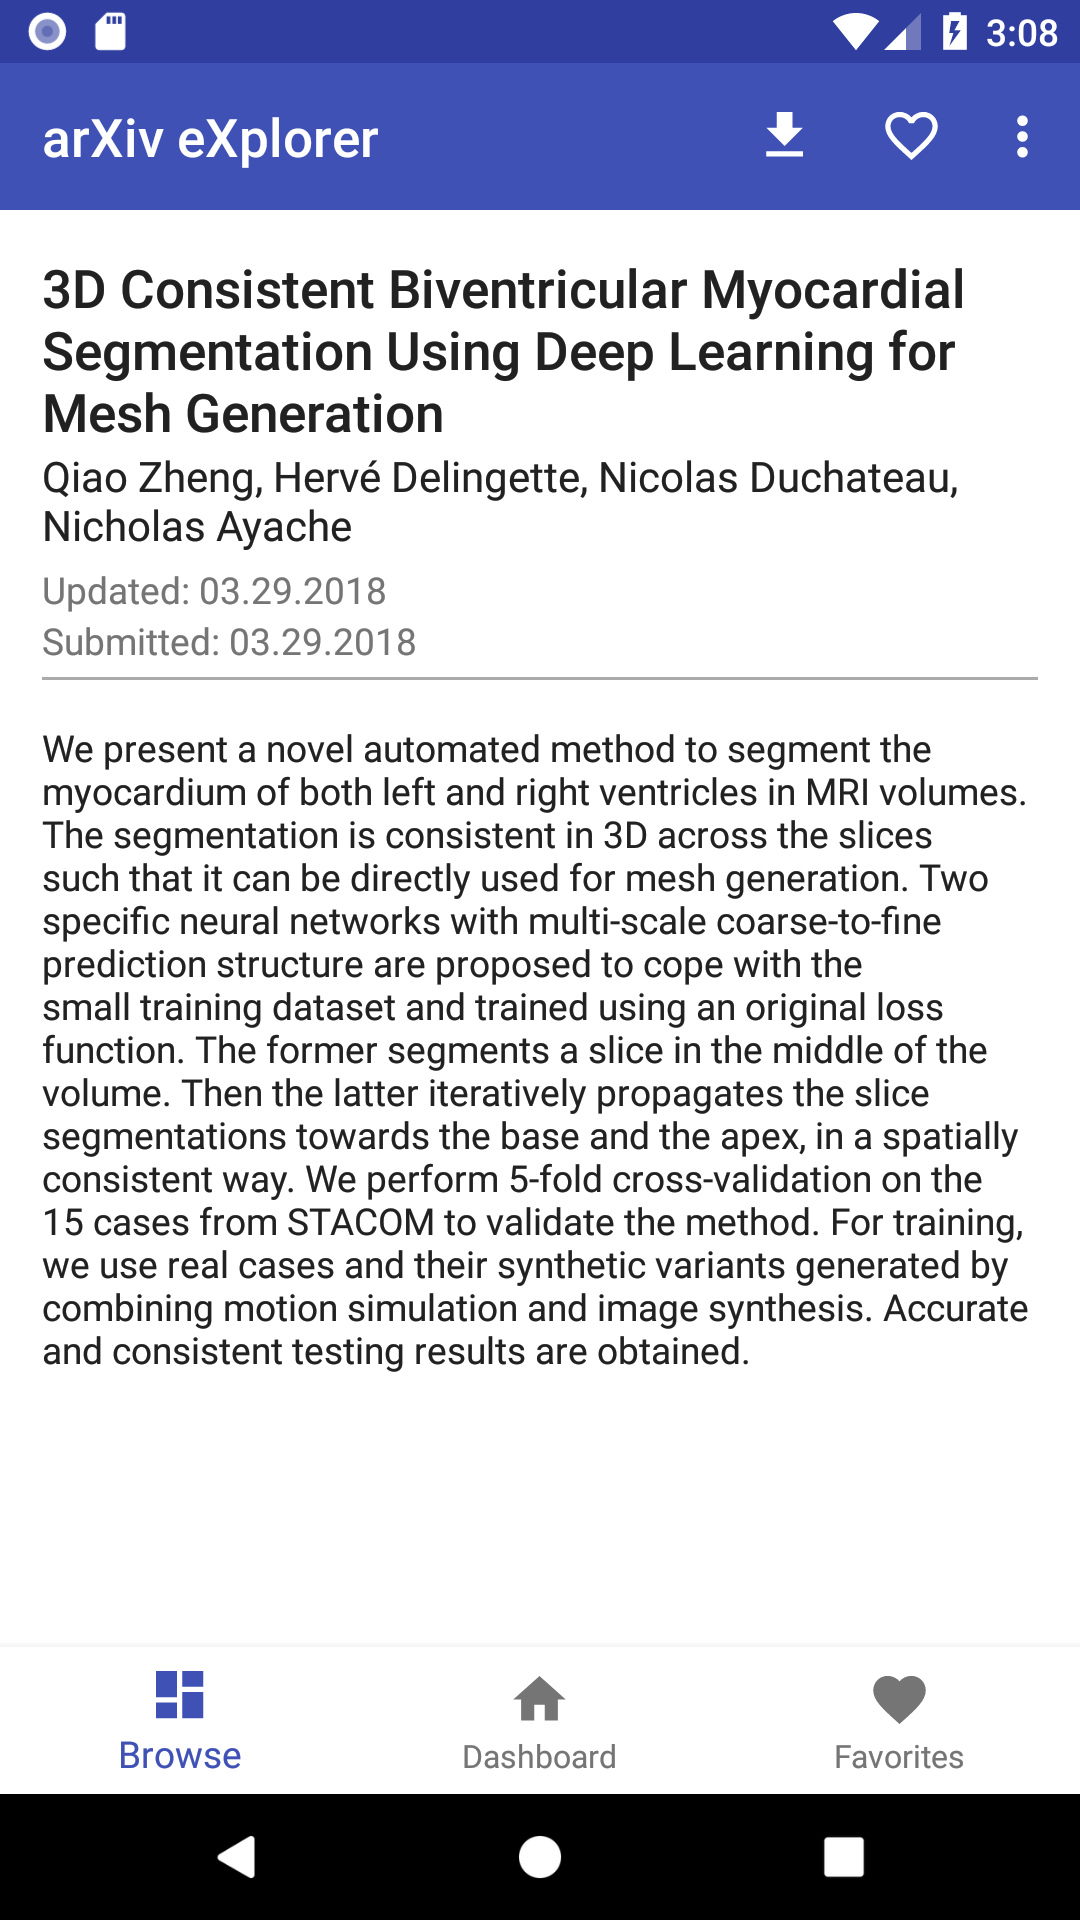 3:08
arXiv eXplorer
3D Consistent Biventricular Myocardial
Segmentation Using Deep Learning for
Mesh Generation
Qiao Zheng, Hervé Delingette, Nicolas Duchateau,
Nicholas Ayache
Updated: 03.29.2018
Submitted: 03.29.2018
We present a novel automated method to segment the
myocardium of both left and right ventricles in MRI volumes.
The segmentation is consistent in 3D across the slices
such that it can be directly used for mesh generation. Two
specific neural networks with multi-scale coarse-to-fine
prediction structure are proposed to cope with the
small training dataset and trained using an original loss
function. The former segments a slice in the middle of the
volume. Then the latter iteratively propagates the slice
segmentations towards the base and the apex, in a spatially
consistent way. We perform 5-fold cross-validation on the
15 cases from STACOM to validate the method. For training,
we use real cases and their synthetic variants generated by
combining motion simulation and image synthesis. Accurate
and consistent testing results are obtained.
Browse
Dashboard
Favorites